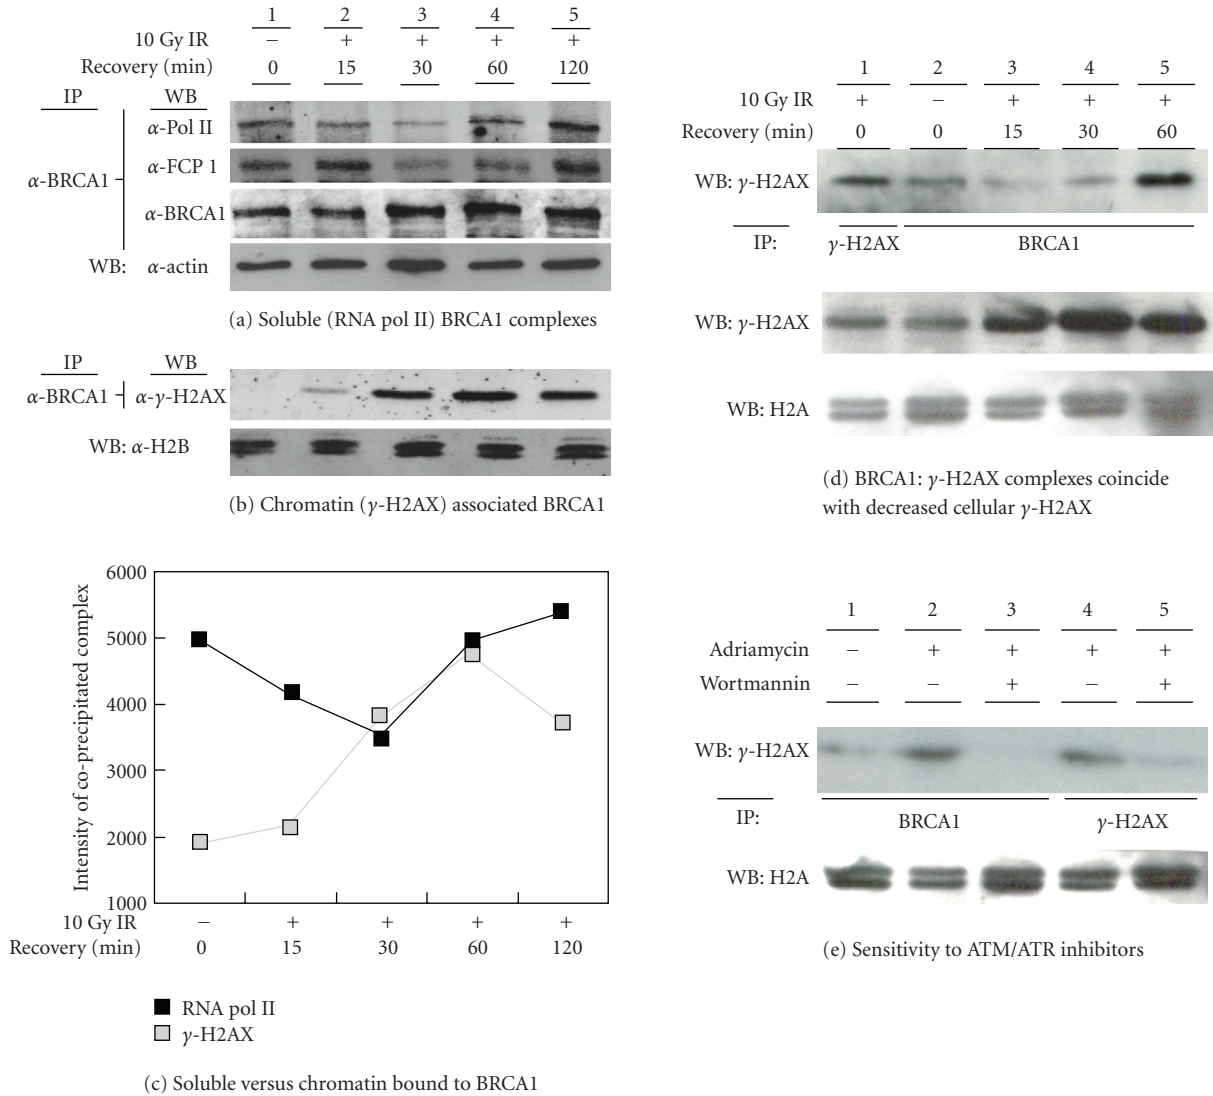 1 2 3 4 5
10 Gy IR − + + + +
Recovery (min) 0 15 30 60 120
IP WB
α-BRCA1
α-Pol II
α-FCP 1
α-BRCA1
WB: α-actin
(a) Soluble (RNA pol II) BRCA1 complexes
IP WB
α-BRCA1 α-γ-H2AX
WB: α-H2B
(b) Chromatin (γ-H2AX) associated BRCA1
Intensity of co-precipitated complex
6000
5000
4000
3000
2000
1000
10 Gy IR − + + + +
Recovery (min) 0 15 30 60 120
RNA pol II
γ-H2AX
(c) Soluble versus chromatin bound to BRCA1
1 2 3 4 5
10 Gy IR + − + + +
Recovery (min) 0 0 15 30 60
WB: γ-H2AX
IP: γ-H2AX BRCA1
WB: γ-H2AX
WB: H2A
(d) BRCA1: γ-H2AX complexes coincide
with decreased cellular γ-H2AX
1 2 3 4 5
Adriamycin − + + + +
Wortmannin − − + − +
WB: γ-H2AX
IP: BRCA1 γ-H2AX
WB: H2A
(e) Sensitivity to ATM/ATR inhibitors